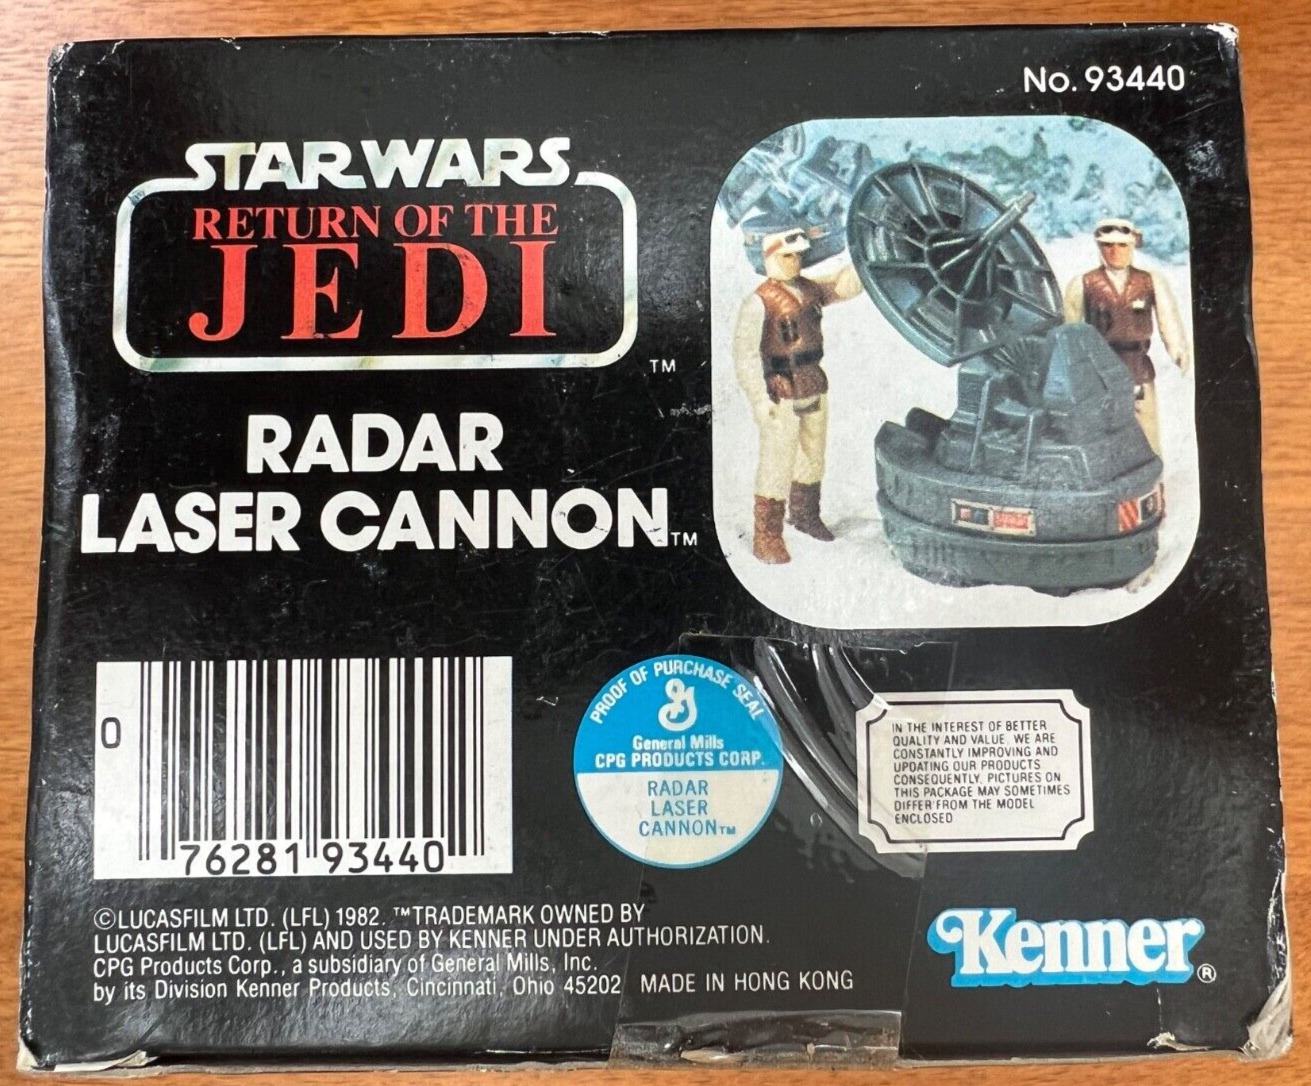 No. 93440
STAR WARS
RETURN OF THE
JEDI
TM
RADAR
LASER CANNON TM
0
76281 93440
PROOF OF PURCHASE SEAL
General Mills
CPG PRODUCTS CORP.
RADAR
LASER
CANNON TM
IN THE INTEREST OF BETTER
QUALITY AND VALUE, WE ARE
CONSTANTLY IMPROVING AND
UPDATING OUR PRODUCTS
CONSEQUENTLY, PICTURES ON
THIS PACKAGE MAY SOMETIMES
DIFFER FROM THE MODEL
ENCLOSED
©LUCASFILM LTD. (LFL) 1982. ™TRADEMARK OWNED BY
LUCASFILM LTD. (LFL) AND USED BY KENNER UNDER AUTHORIZATION.
CPG Products Corp., a subsidiary of General Mills, Inc.
by its Division Kenner Products, Cincinnati, Ohio 45202 MADE IN HONG KONG
Kenner®